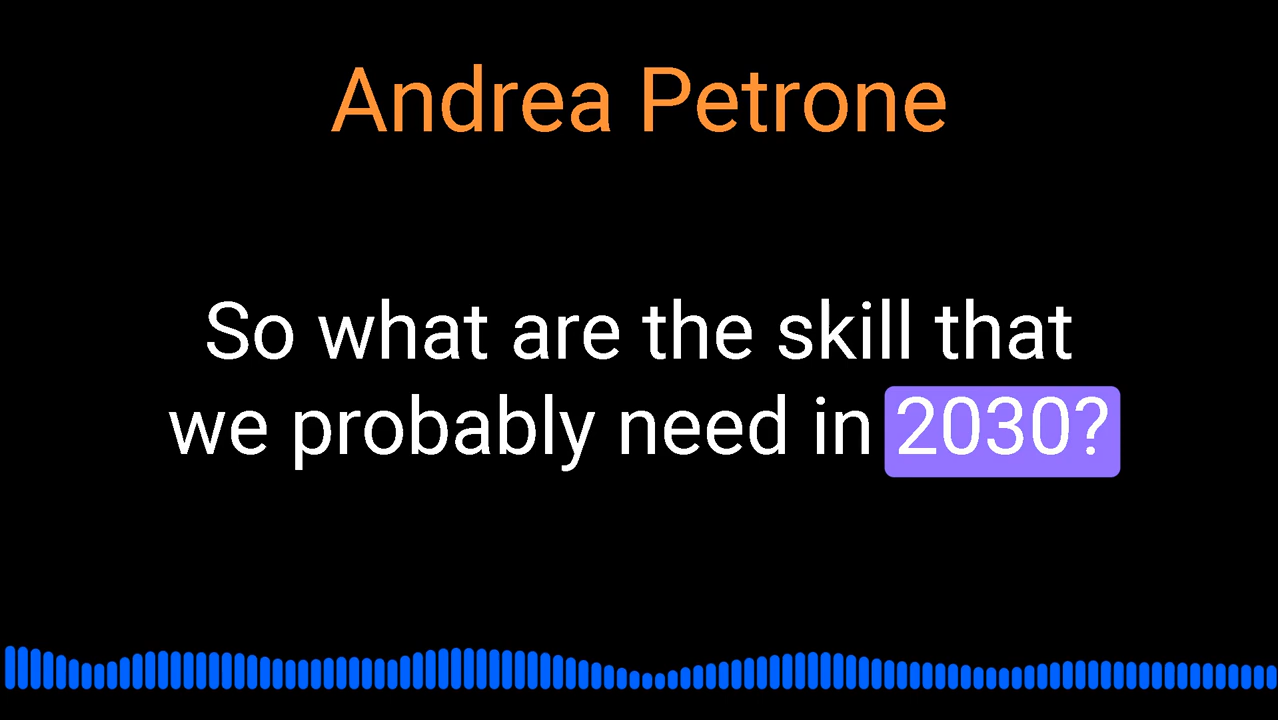 Andrea Petrone
So what are the skill that
we probably need in 2030?